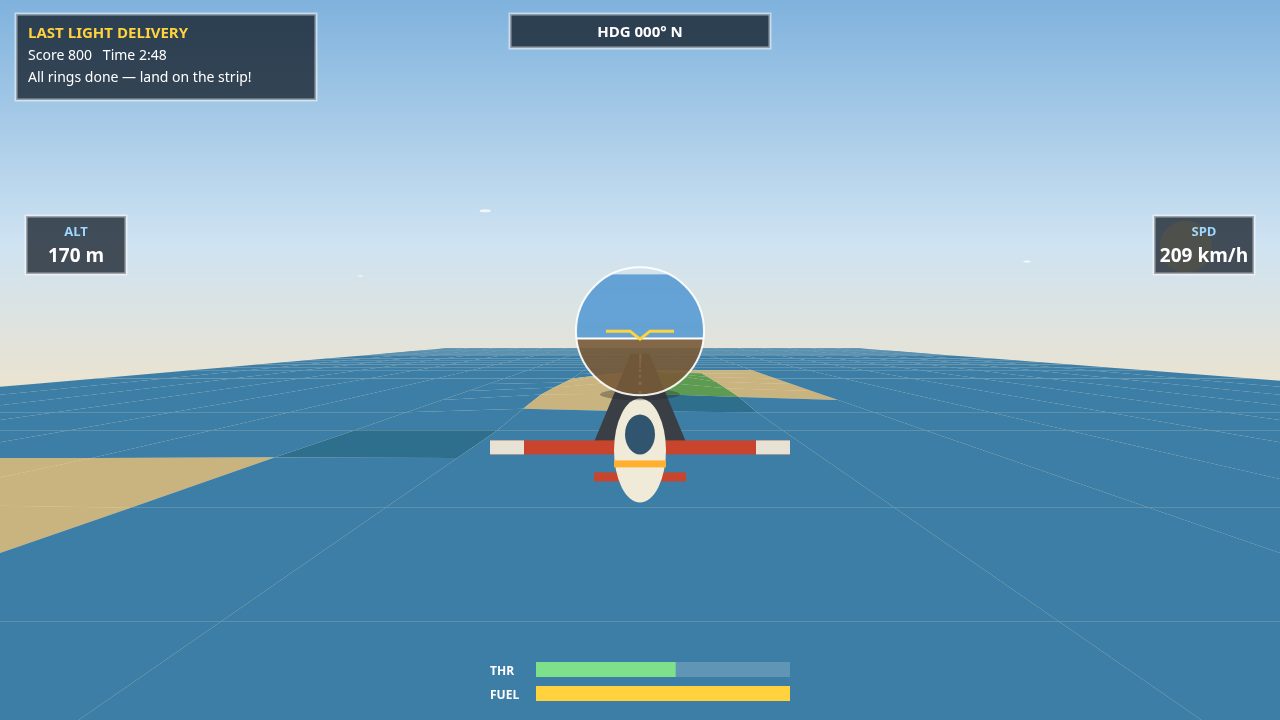 LAST LIGHT DELIVERY
Score 800 Time 2:48
All rings done — land on the strip!
HDG 000° N
ALT
170 m
SPD
209 km/h
THR
FUEL